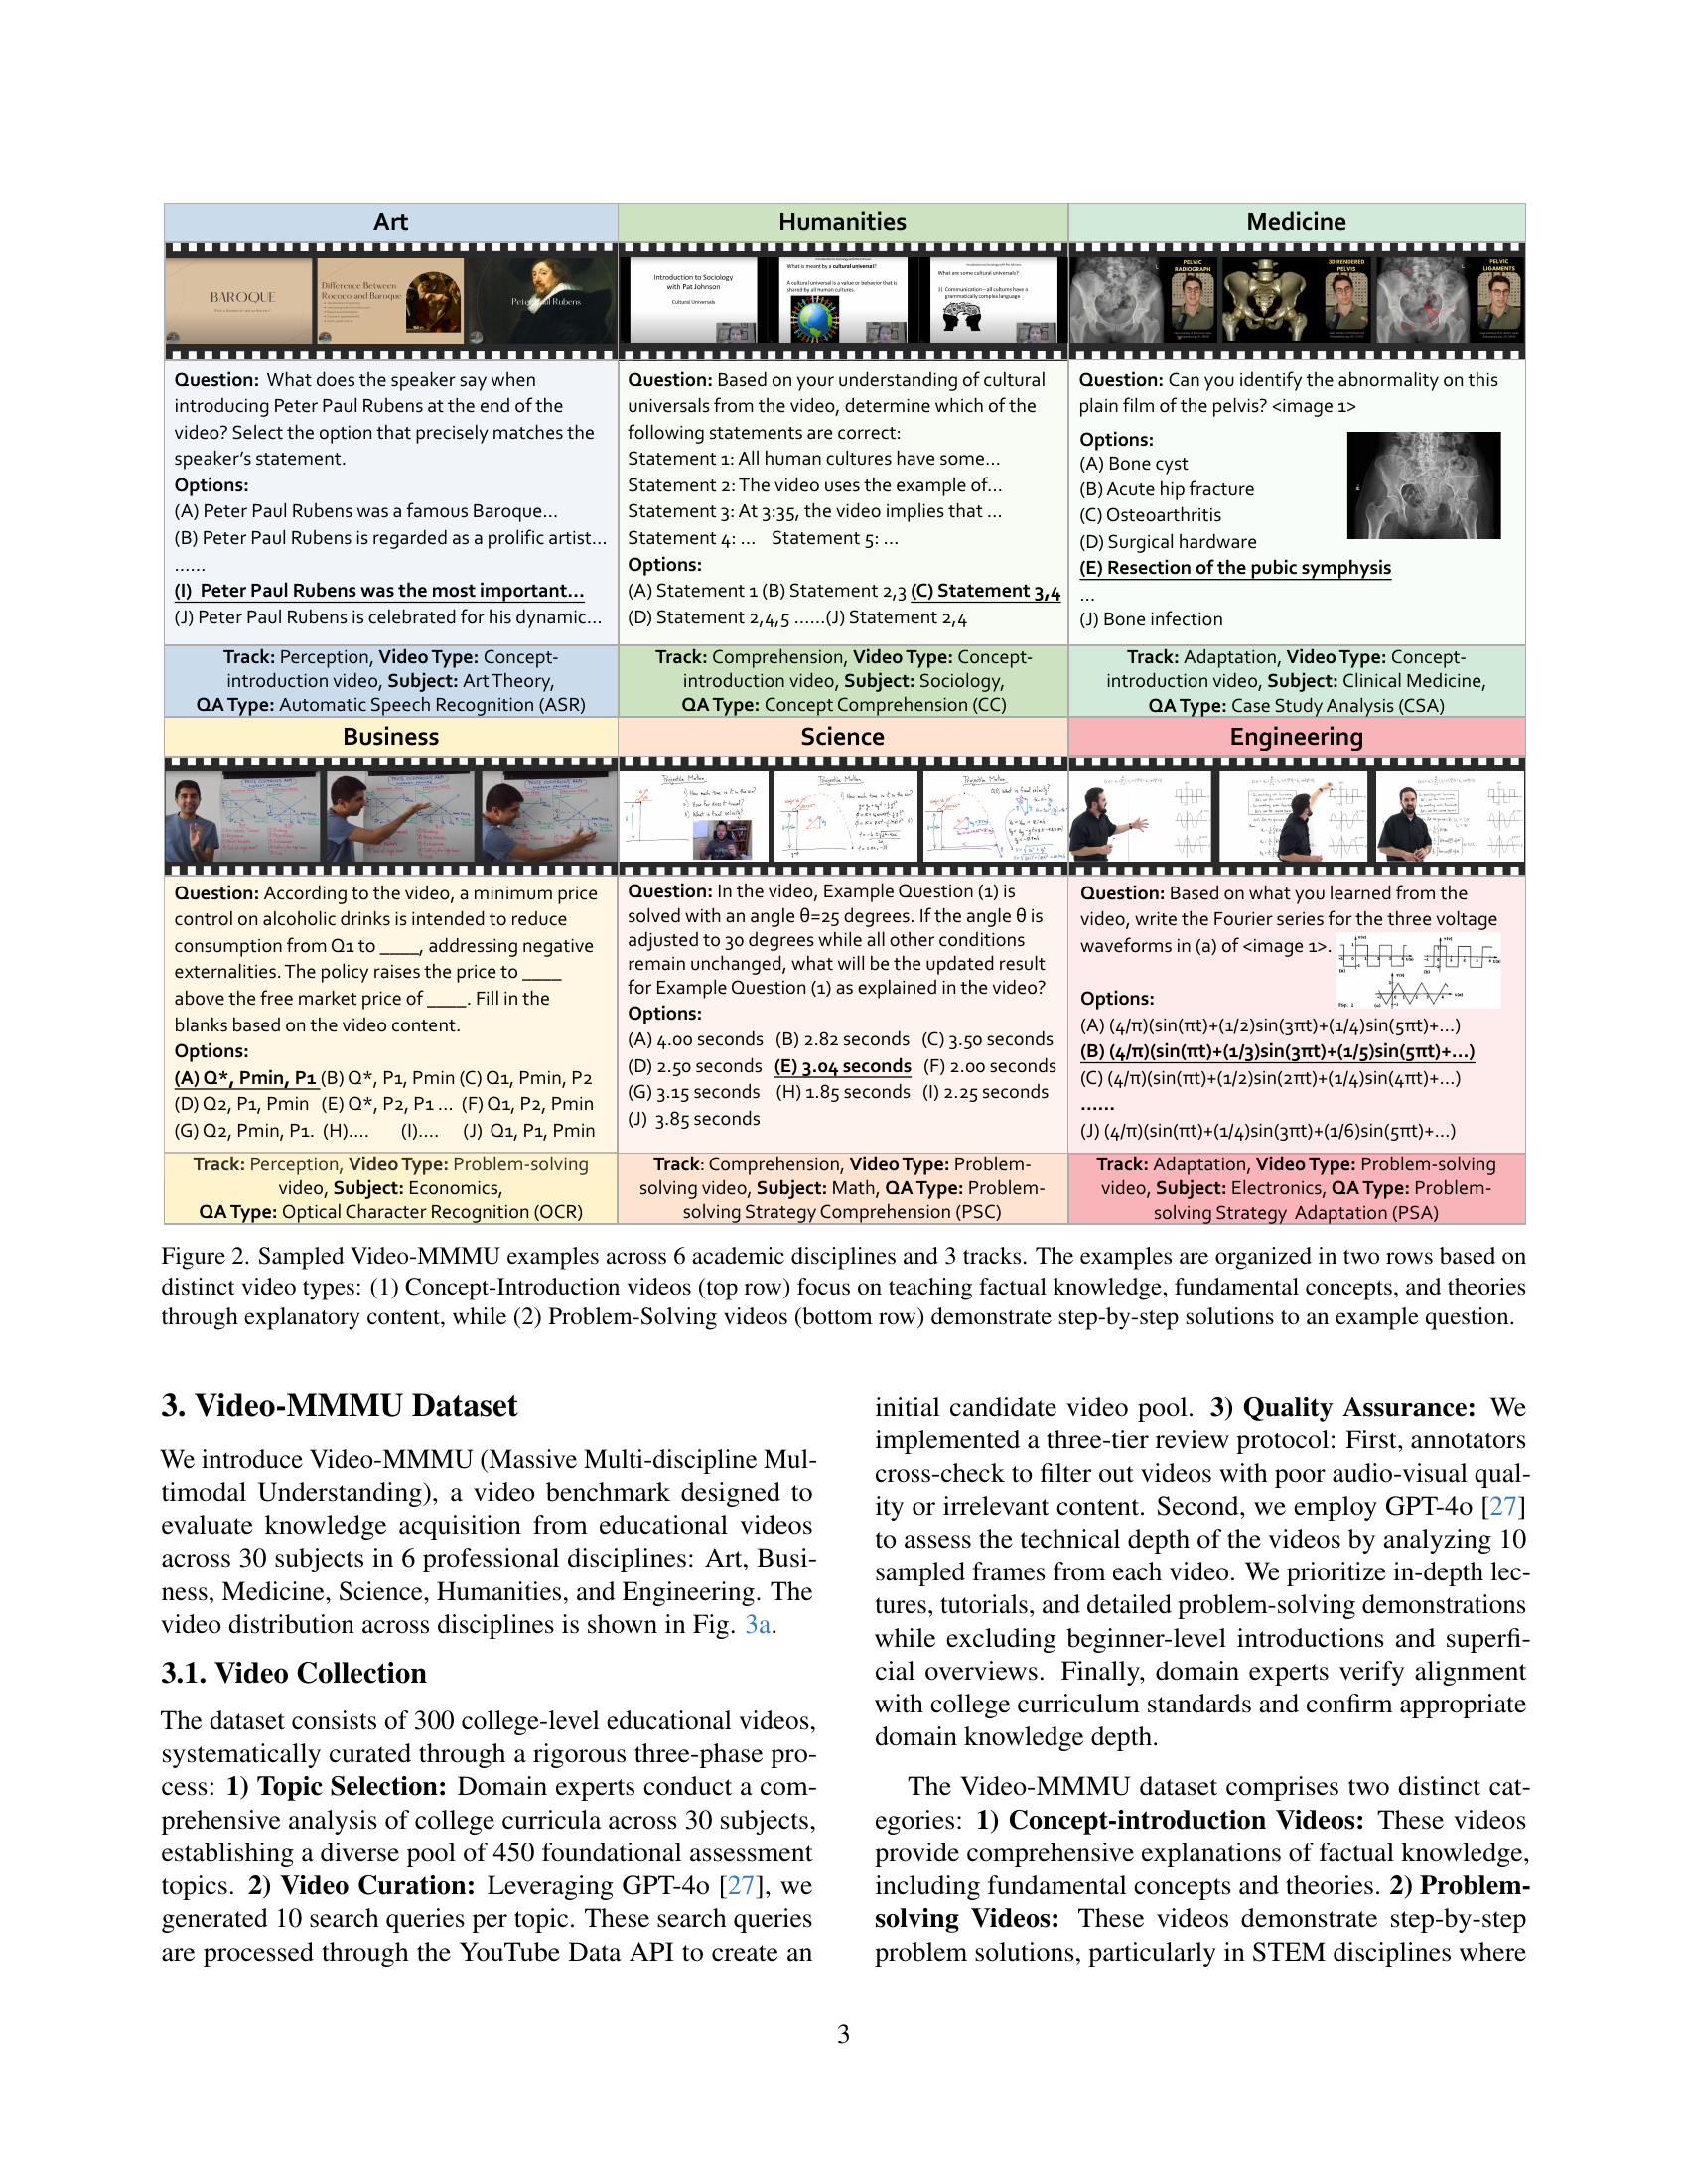 Art
Humanities
Medicine
BAROQUE
Difference Between
Rococo and Baroque
Introduction to Sociology
with Pat Johnson
Cultural Universals
What is meant by a cultural universal?
A cultural universal is a value or behavior that is
shared by all human cultures.
What are some cultural universals?
1) Communication – all cultures have a
grammatically complex language
PELVIC
RADIOGRAPH
3D RENDERED
PELVIS
PELVIC
LIGAMENTS
Question: What does the speaker say when
introducing Peter Paul Rubens at the end of the
video? Select the option that precisely matches the
speaker's statement.
Options:
(A) Peter Paul Rubens was a famous Baroque...
(B) Peter Paul Rubens is regarded as a prolific artist...
......
(I) Peter Paul Rubens was the most important...
(J) Peter Paul Rubens is celebrated for his dynamic...
Question: Based on your understanding of cultural
universals from the video, determine which of the
following statements are correct:
Statement 1: All human cultures have some...
Statement 2: The video uses the example of...
Statement 3: At 3:35, the video implies that ...
Statement 4: ... Statement 5: ...
Options:
(A) Statement 1 (B) Statement 2,3 (C) Statement 3,4
(D) Statement 2,4,5 ......(J) Statement 2,4
Question: Can you identify the abnormality on this
plain film of the pelvis? <image 1>
Options:
(A) Bone cyst
(B) Acute hip fracture
(C) Osteoarthritis
(D) Surgical hardware
(E) Resection of the pubic symphysis
...
(J) Bone infection
Track: Perception, Video Type: Concept-
introduction video, Subject: Art Theory,
QA Type: Automatic Speech Recognition (ASR)
Track: Comprehension, Video Type: Concept-
introduction video, Subject: Sociology,
QA Type: Concept Comprehension (CC)
Track: Adaptation, Video Type: Concept-
introduction video, Subject: Clinical Medicine,
QA Type: Case Study Analysis (CSA)
Business
Science
Engineering
Projectile Motion
Projectile Motion
Projectile Motion
Question: According to the video, a minimum price
control on alcoholic drinks is intended to reduce
consumption from Q1 to ____, addressing negative
externalities. The policy raises the price to ____
above the free market price of ____. Fill in the
blanks based on the video content.
Options:
(A) Q*, Pmin, P1 (B) Q*, P1, Pmin (C) Q1, Pmin, P2
(D) Q2, P1, Pmin (E) Q*, P2, P1 ... (F) Q1, P2, Pmin
(G) Q2, Pmin, P1. (H).... (I).... (J) Q1, P1, Pmin
Question: In the video, Example Question (1) is
solved with an angle θ=25 degrees. If the angle θ is
adjusted to 30 degrees while all other conditions
remain unchanged, what will be the updated result
for Example Question (1) as explained in the video?
Options:
(A) 4.00 seconds (B) 2.82 seconds (C) 3.50 seconds
(D) 2.50 seconds (E) 3.04 seconds (F) 2.00 seconds
(G) 3.15 seconds (H) 1.85 seconds (I) 2.25 seconds
(J) 3.85 seconds
Question: Based on what you learned from the
video, write the Fourier series for the three voltage
waveforms in (a) of <image 1>.
Options:
(A) (4/π)(sin(πt)+(1/2)sin(3πt)+(1/4)sin(5πt)+...)
(B) (4/π)(sin(πt)+(1/3)sin(3πt)+(1/5)sin(5πt)+...)
(C) (4/π)(sin(πt)+(1/2)sin(2πt)+(1/4)sin(4πt)+...)
......
(J) (4/π)(sin(πt)+(1/4)sin(3πt)+(1/6)sin(5πt)+...)
Track: Perception, Video Type: Problem-solving
video, Subject: Economics,
QA Type: Optical Character Recognition (OCR)
Track: Comprehension, Video Type: Problem-
solving video, Subject: Math, QA Type: Problem-
solving Strategy Comprehension (PSC)
Track: Adaptation, Video Type: Problem-solving
video, Subject: Electronics, QA Type: Problem-
solving Strategy Adaptation (PSA)
Figure 2. Sampled Video-MMMU examples across 6 academic disciplines and 3 tracks. The examples are organized in two rows based on
distinct video types: (1) Concept-Introduction videos (top row) focus on teaching factual knowledge, fundamental concepts, and theories
through explanatory content, while (2) Problem-Solving videos (bottom row) demonstrate step-by-step solutions to an example question.
3. Video-MMMU Dataset
We introduce Video-MMMU (Massive Multi-discipline Mul-
timodal Understanding), a video benchmark designed to
evaluate knowledge acquisition from educational videos
across 30 subjects in 6 professional disciplines: Art, Busi-
ness, Medicine, Science, Humanities, and Engineering. The
video distribution across disciplines is shown in Fig. 3a.
3.1. Video Collection
The dataset consists of 300 college-level educational videos,
systematically curated through a rigorous three-phase pro-
cess: 1) Topic Selection: Domain experts conduct a com-
prehensive analysis of college curricula across 30 subjects,
establishing a diverse pool of 450 foundational assessment
topics. 2) Video Curation: Leveraging GPT-4o [27], we
generated 10 search queries per topic. These search queries
are processed through the YouTube Data API to create an
initial candidate video pool. 3) Quality Assurance: We
implemented a three-tier review protocol: First, annotators
cross-check to filter out videos with poor audio-visual qual-
ity or irrelevant content. Second, we employ GPT-4o [27]
to assess the technical depth of the videos by analyzing 10
sampled frames from each video. We prioritize in-depth lec-
tures, tutorials, and detailed problem-solving demonstrations
while excluding beginner-level introductions and superfi-
cial overviews. Finally, domain experts verify alignment
with college curriculum standards and confirm appropriate
domain knowledge depth.
The Video-MMMU dataset comprises two distinct cat-
egories: 1) Concept-introduction Videos: These videos
provide comprehensive explanations of factual knowledge,
including fundamental concepts and theories. 2) Problem-
solving Videos: These videos demonstrate step-by-step
problem solutions, particularly in STEM disciplines where
3